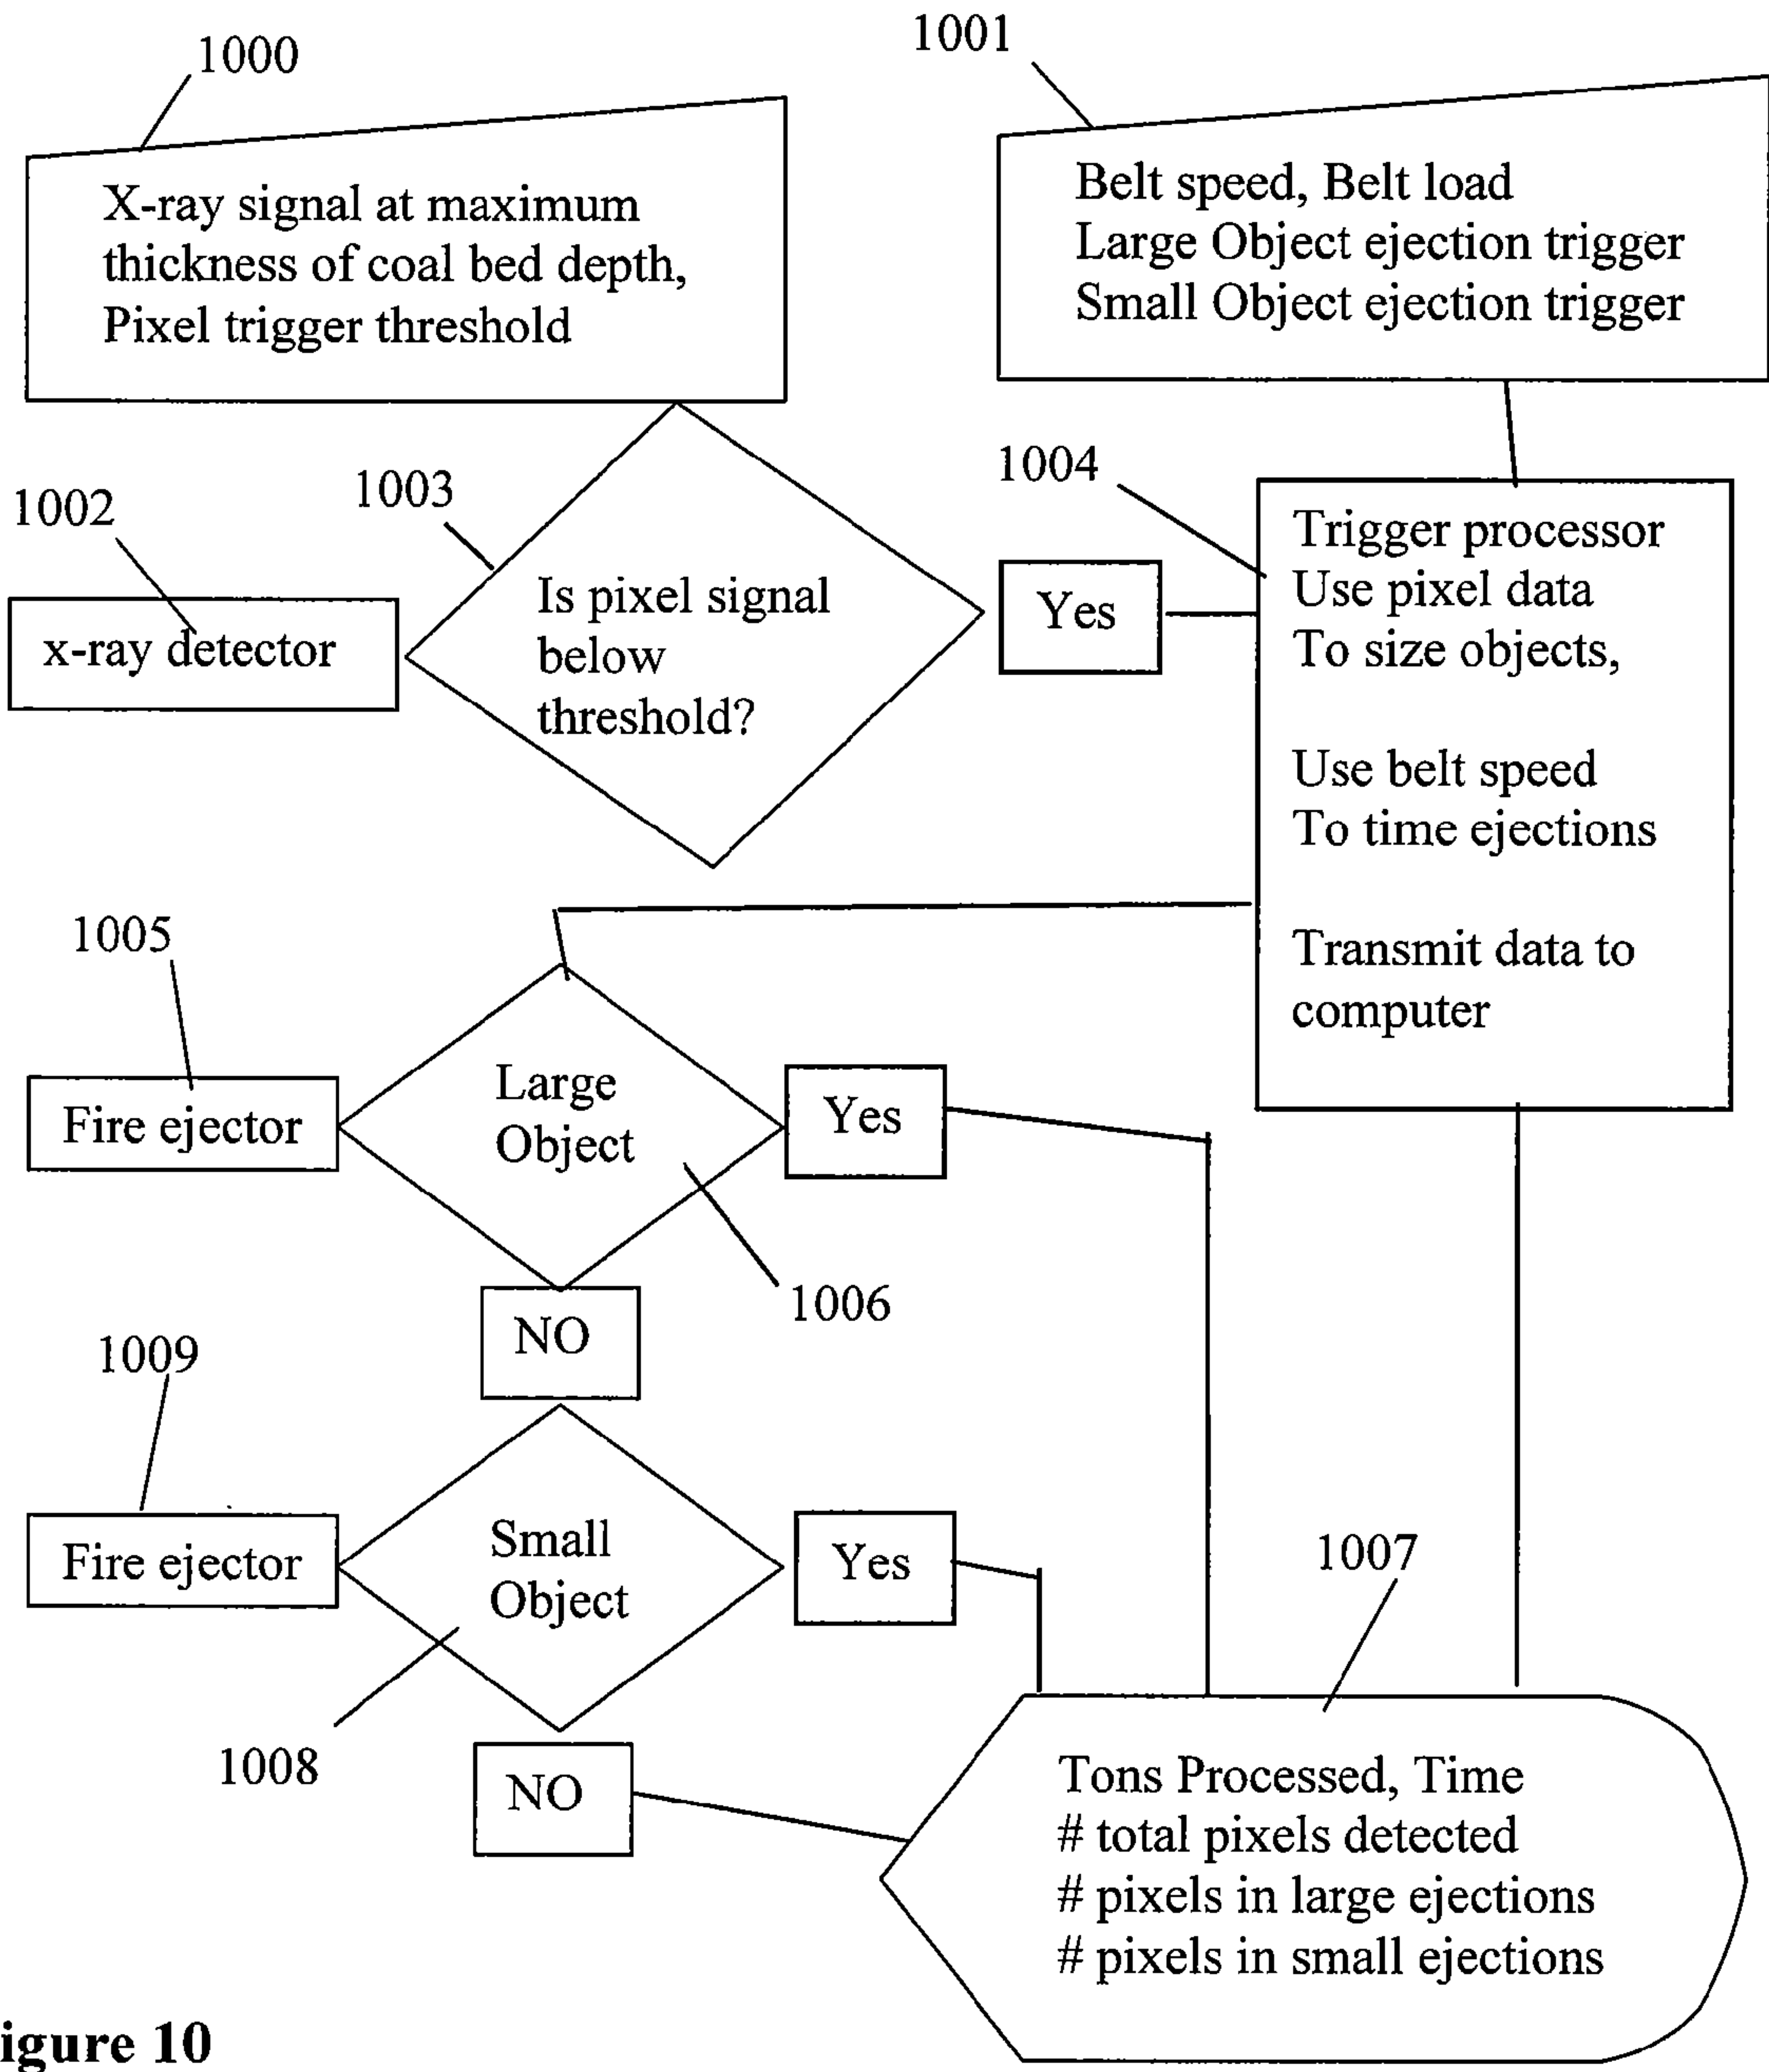 1000
1001
X-ray signal at maximum
thickness of coal bed depth,
Pixel trigger threshold
Belt speed, Belt load
Large Object ejection trigger
Small Object ejection trigger
1002
1003
1004
x-ray detector
Is pixel signal
below
threshold?
Yes
Trigger processor
Use pixel data
To size objects,
Use belt speed
To time ejections
Transmit data to
computer
1005
Fire ejector
Large
Object
Yes
1006
NO
1009
Fire ejector
Small
Object
Yes
1007
1008
NO
Tons Processed, Time
# total pixels detected
# pixels in large ejections
# pixels in small ejections
igure 10